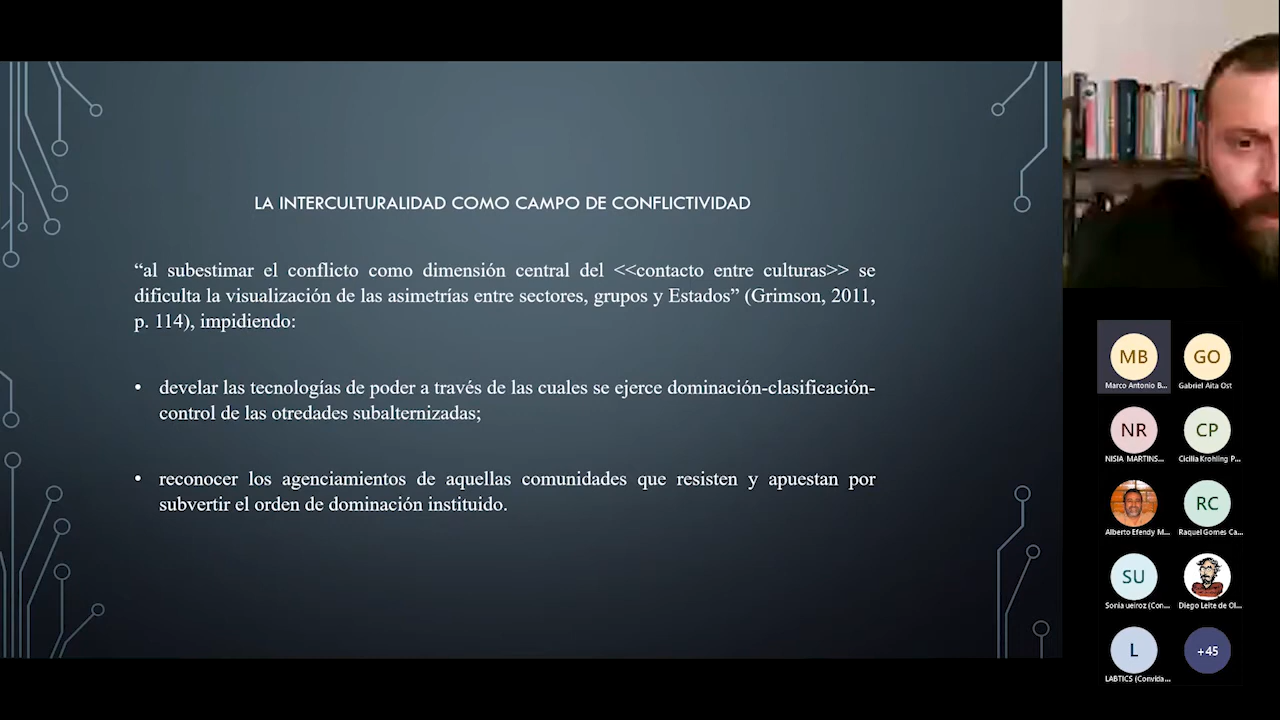 LA INTERCULTURALIDAD COMO CAMPO DE CONFLICTIVIDAD
“al subestimar el conflicto como dimensión central del <<contacto entre culturas>> se
dificulta la visualización de las asimetrías entre sectores, grupos y Estados” (Grimson, 2011,
p. 114), impidiendo:
• develar las tecnologías de poder a través de las cuales se ejerce dominación-clasificación-
control de las otredades subalternizadas;
• reconocer los agenciamientos de aquellas comunidades que resisten y apuestan por
subvertir el orden de dominación instituido.
MB
GO
Marco Antonio B...
Gabriel Aita Ost
NR
CP
NISIA MARTINS...
Cicilia Krohling P...
RC
Alberto Efendy M...
Raquel Gomes Ca...
SU
Sonia ueiroz (Con...
Diego Leite de Ol...
L
+45
LABTICS (Convida...